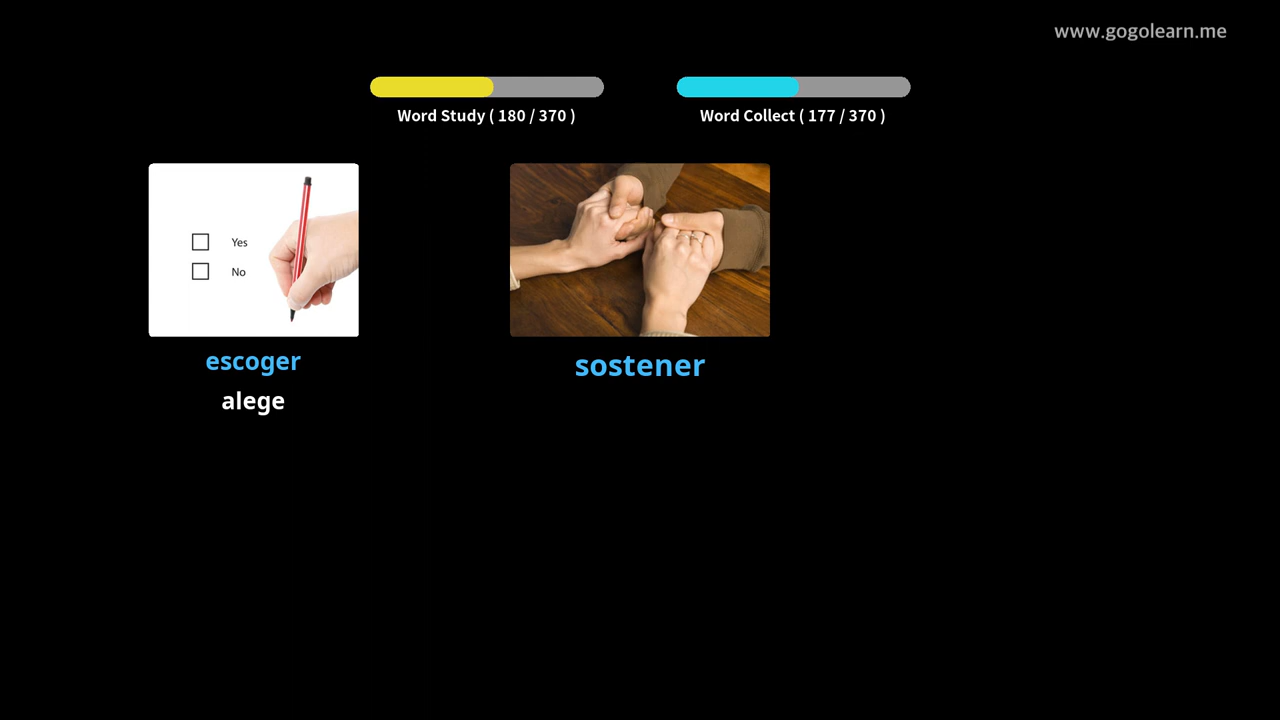 www.gogolearn.me
Word Study ( 180 / 370 )
Word Collect ( 177 / 370 )
Yes
No
escoger
alege
sostener